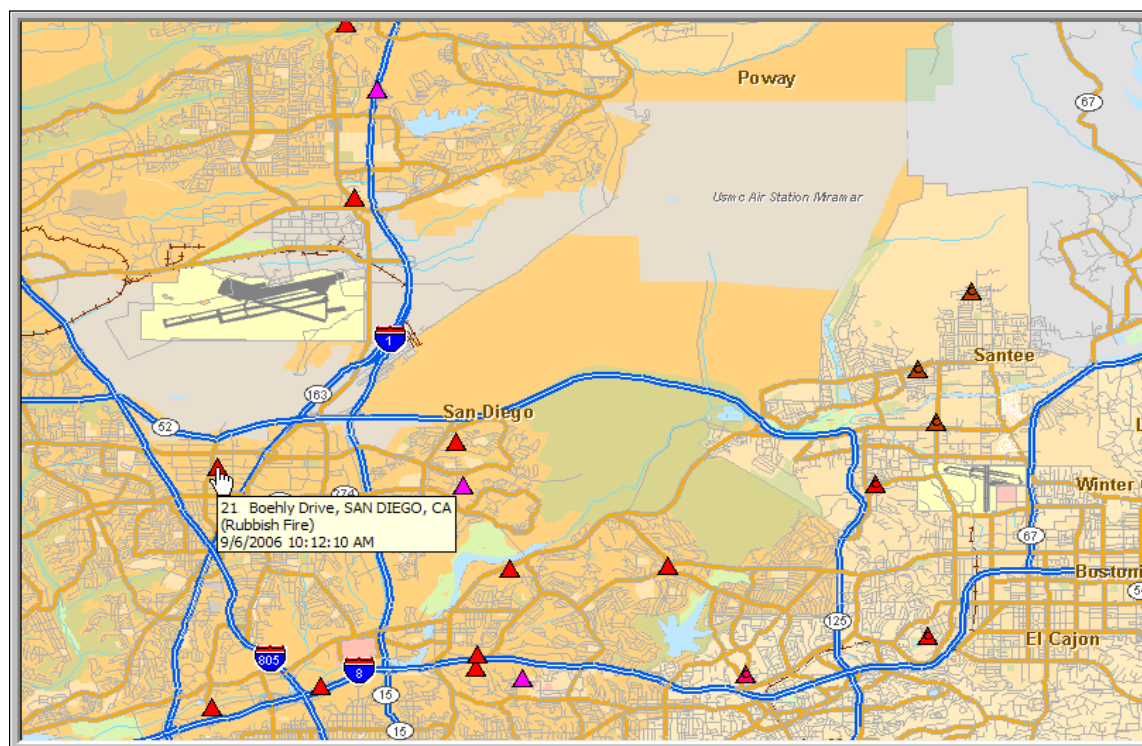 Poway
67
Usmc Air Station Miramar
1
Santee
163
San Diego
52
274
21 Boehly Drive, SAN DIEGO, CA
(Rubbish Fire)
9/6/2006 10:12:10 AM
Winter
67
Bostoni
125
El Cajon
805
8
15
15